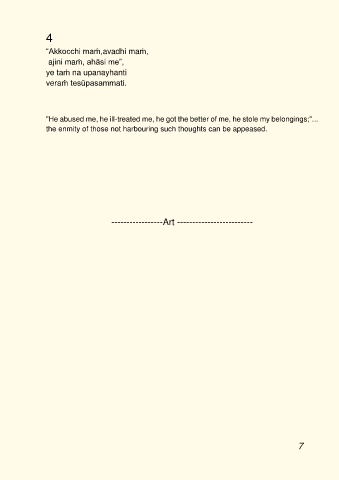 4
"Akkocchi maṁ,avadhi maṁ,
ajini maṁ, ahāsi me",
ye taṁ na upanayhanti
veraṁ tesūpasammati.
"He abused me, he ill-treated me, he got the better of me, he stole my belongings;"...
the enmity of those not harbouring such thoughts can be appeased.
-----------------Art -------------------------
7